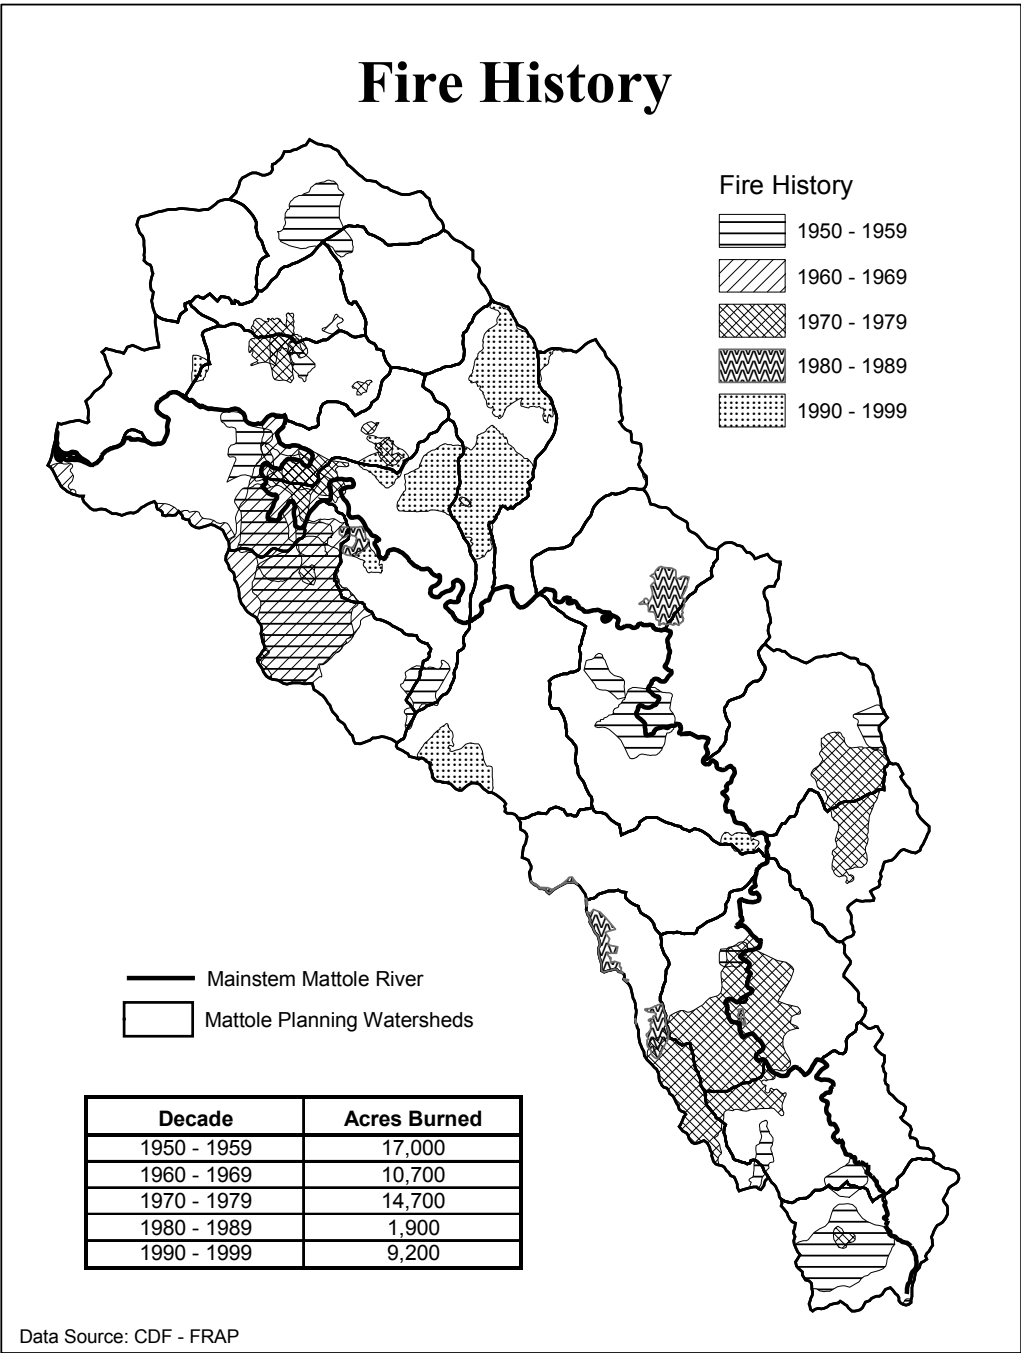 Fire History
Fire History
1950 - 1959
1960 - 1969
1970 - 1979
1980 - 1989
1990 - 1999
Mainstem Mattole River
Mattole Planning Watersheds
Decade Acres Burned
1950 - 1959 17,000
1960 - 1969 10,700
1970 - 1979 14,700
1980 - 1989 1,900
1990 - 1999 9,200
Data Source: CDF - FRAP